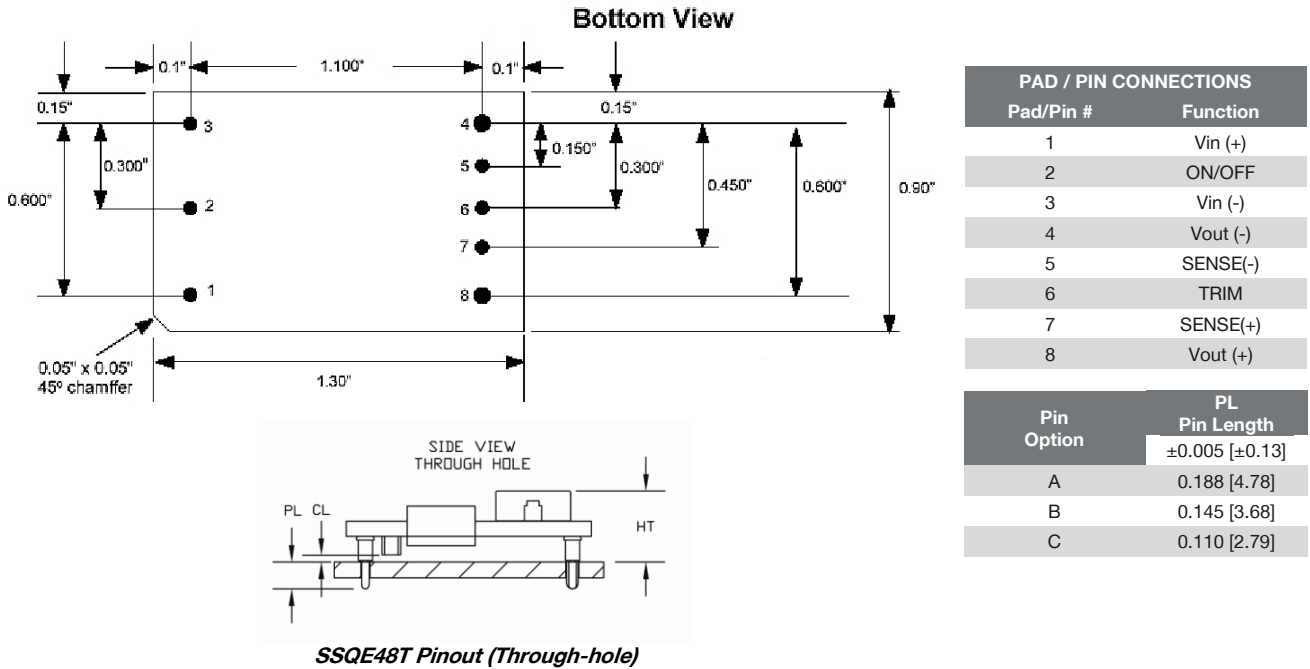 Bottom View
0.1"
1.100"
0.1"
0.15"
0.15"
3
4
0.300"
5
0.150"
0.300"
0.450"
0.600"
0.90"
0.600"
2
6
7
1
8
0.05" x 0.05"
45º chamffer
1.30"
SIDE VIEW
THROUGH HOLE
PL CL
HT
SSQE48T Pinout (Through-hole)
PAD / PIN CONNECTIONS
Pad/Pin # Function
1 Vin (+)
2 ON/OFF
3 Vin (-)
4 Vout (-)
5 SENSE(-)
6 TRIM
7 SENSE(+)
8 Vout (+)
Pin
Option
PL
Pin Length
±0.005 [±0.13]
A 0.188 [4.78]
B 0.145 [3.68]
C 0.110 [2.79]